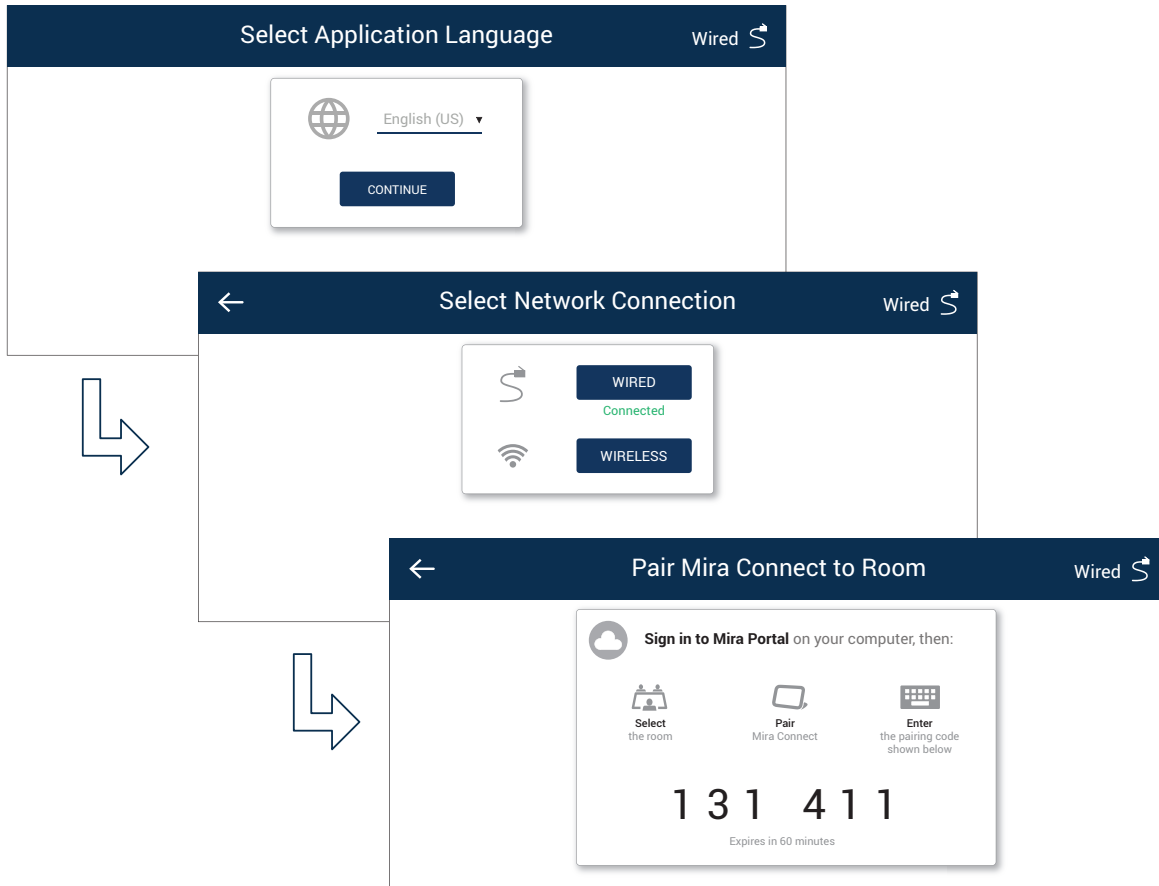 Select Application Language
Wired
English (US)
CONTINUE
Select Network Connection
Wired
WIRED
Connected
WIRELESS
Pair Mira Connect to Room
Wired
Sign in to Mira Portal on your computer, then:
Select
the room
Pair
Mira Connect
Enter
the pairing code
shown below
131 411
Expires in 60 minutes